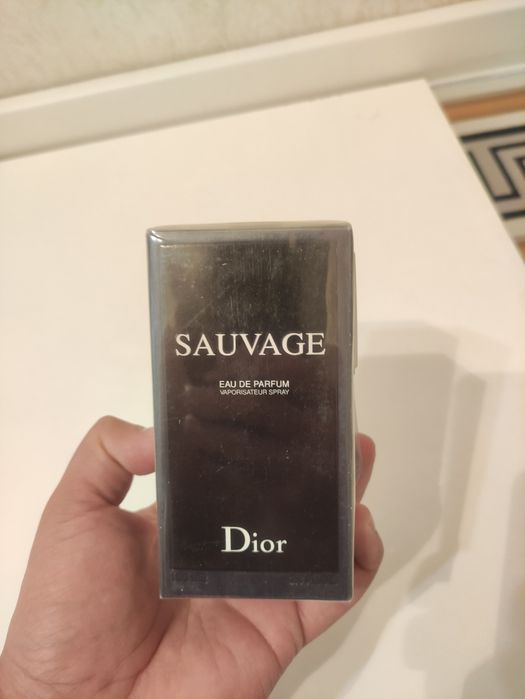 SAUVAGE
EAU DE PARFUM
VAPORISATEUR SPRAY
Dior